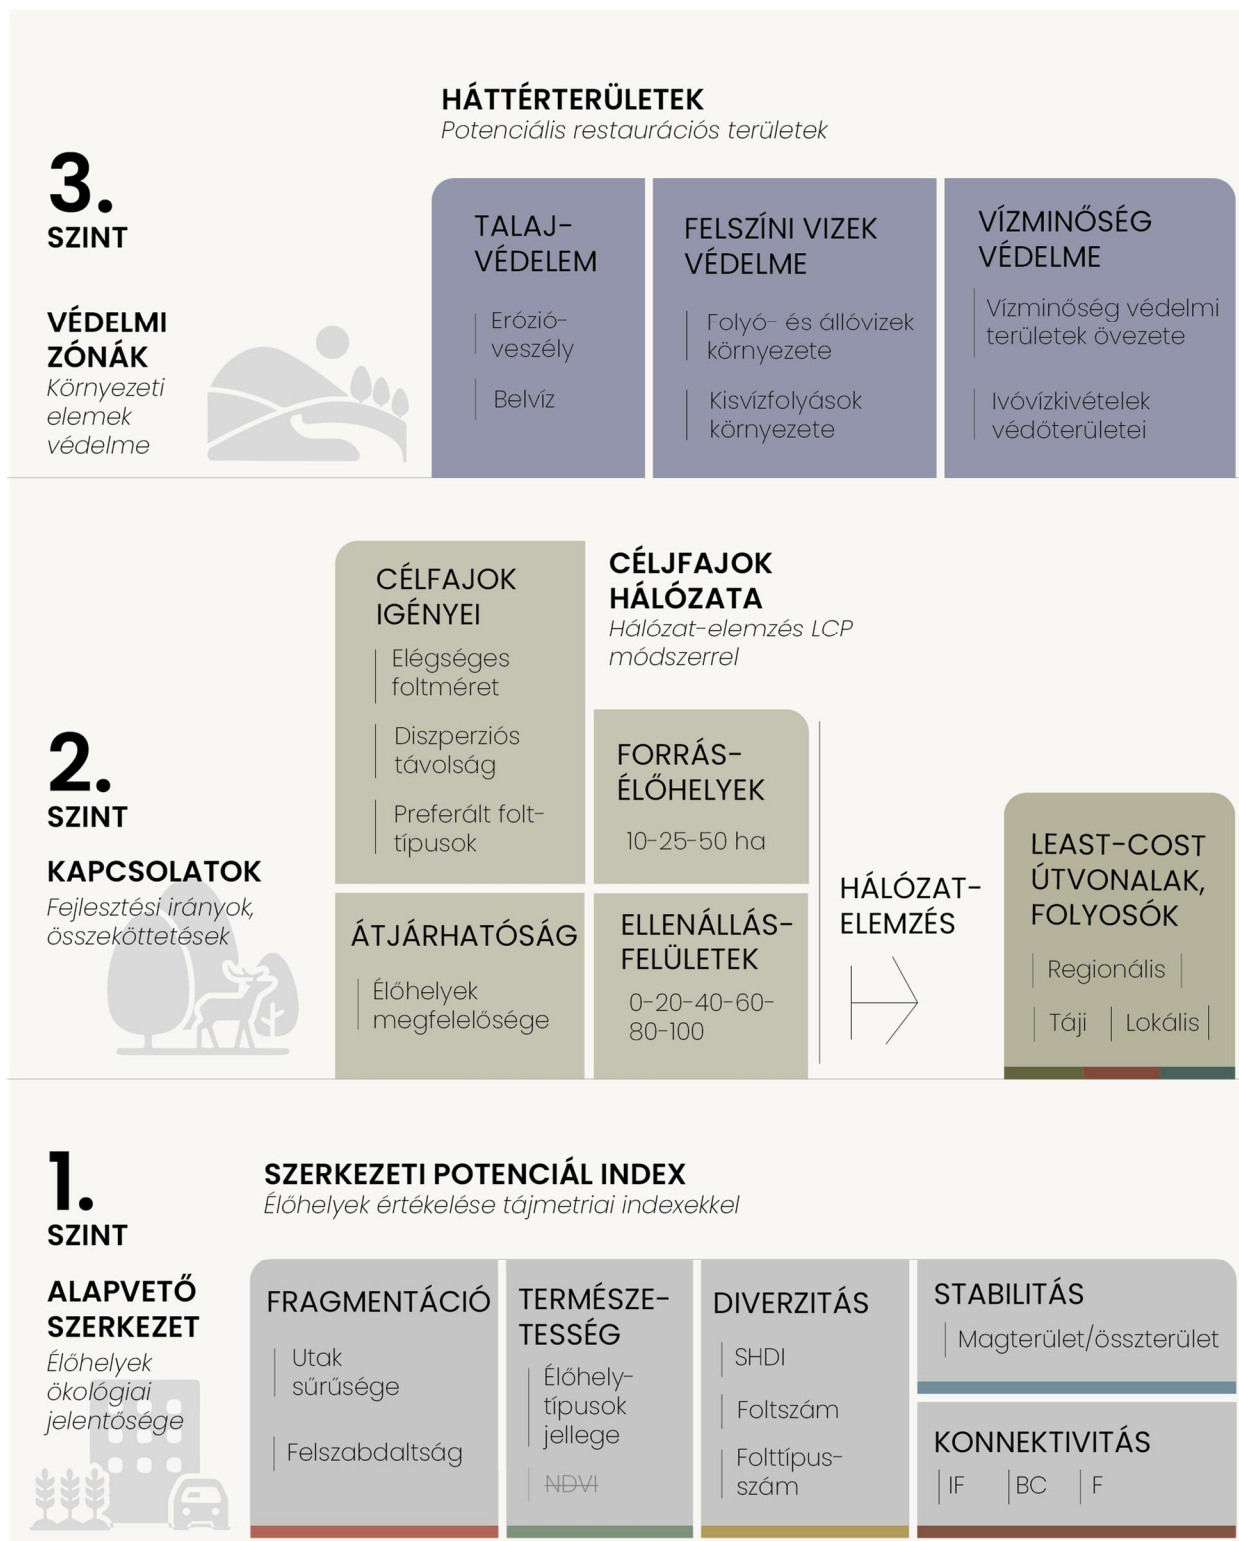 HÁTTÉRTERÜLETEK
Potenciális restaurációs területek
3.
SZINT
VÉDELMI
ZÓNÁK
Környezeti
elemek
védelme
TALAJ-
VÉDELEM
Erózió-
veszély
Belvíz
FELSZÍNI VIZEK
VÉDELME
Folyó- és állóvizek
környezete
Kisvízfolyások
környezete
VÍZMINŐSÉG
VÉDELME
Vízminőség védelmi
területek övezete
Ivóvízkivételek
védőterületei
2.
SZINT
KAPCSOLATOK
Fejlesztési irányok,
összeköttetések
CÉLFAJOK
IGÉNYEI
Elégséges
foltméret
Diszperziós
távolság
Preferált folt-
típusok
ÁTJÁRHATÓSÁG
Élőhelyek
megfelelősége
CÉLJFAJOK
HÁLÓZATA
Hálózat-elemzés LCP
módszerrel
FORRÁS-
ÉLŐHELYEK
10-25-50 ha
ELLENÁLLÁS-
FELÜLETEK
0-20-40-60-
80-100
HÁLÓZAT-
ELEMZÉS
LEAST-COST
ÚTVONALAK,
FOLYOSÓK
Regionális
Táji Lokális
1.
SZINT
ALAPVETŐ
SZERKEZET
Élőhelyek
ökológiai
jelentősége
SZERKEZETI POTENCIÁL INDEX
Élőhelyek értékelése tájmetriai indexekkel
FRAGMENTÁCIÓ
Utak
sűrűsége
Felszabdaltság
TERMÉSZE-
TESSÉG
Élőhely-
típusok
jellege
NDVI
DIVERZITÁS
SHDI
Foltszám
Folttípus-
szám
STABILITÁS
Magterület/összterület
KONNEKTIVITÁS
IF BC F